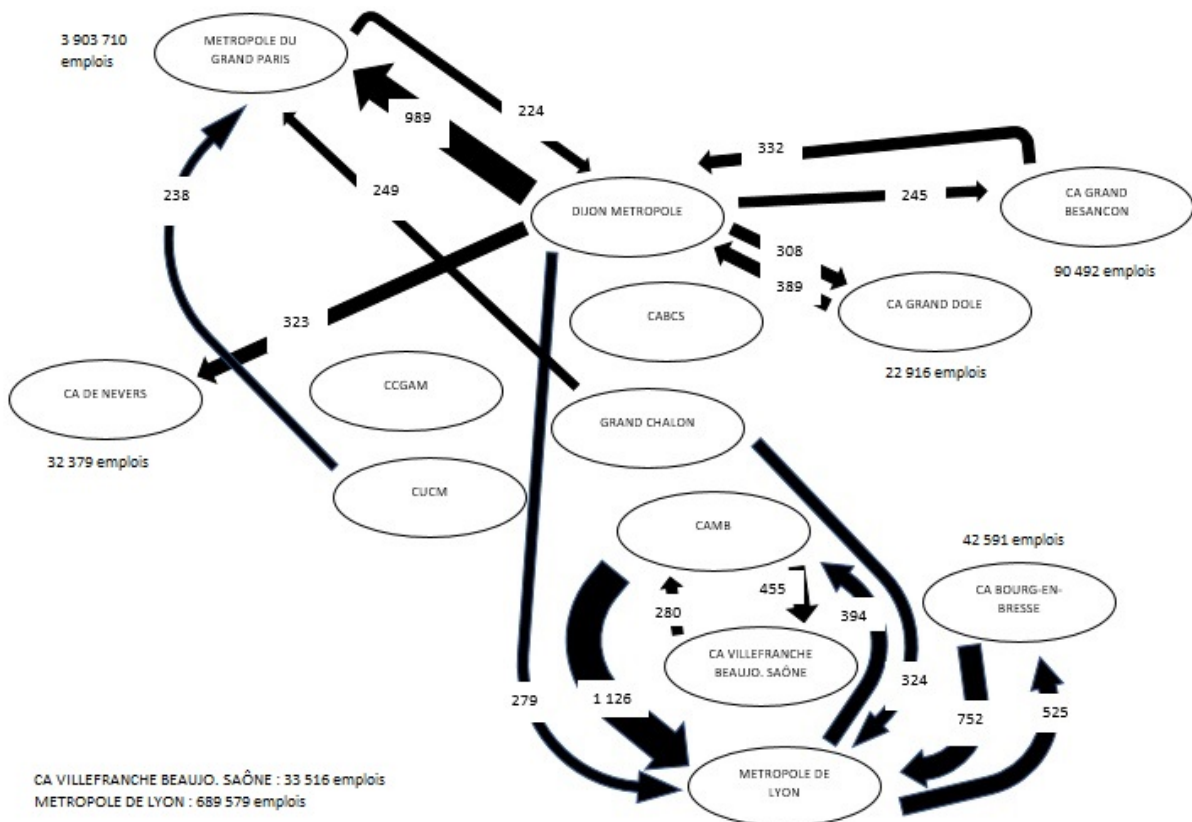 3 903 710
emplois
METROPOLE DU
GRAND PARIS
989
224
332
238
249
DIJON METROPOLE
245
CA GRAND
BESANCON
308
389
90 492 emplois
CA GRAND DOLE
CABCS
323
22 916 emplois
CA DE NEVERS
CCGAM
GRAND CHALON
32 379 emplois
CUCM
CAMB
42 591 emplois
455
CA BOURG-EN-
BRESSE
280
394
CA VILLEFRANCHE
BEAUJO. SAÔNE
324
279
1 126
752
525
METROPOLE DE
LYON
CA VILLEFRANCHE BEAUJO. SAÔNE : 33 516 emplois
METROPOLE DE LYON : 689 579 emplois